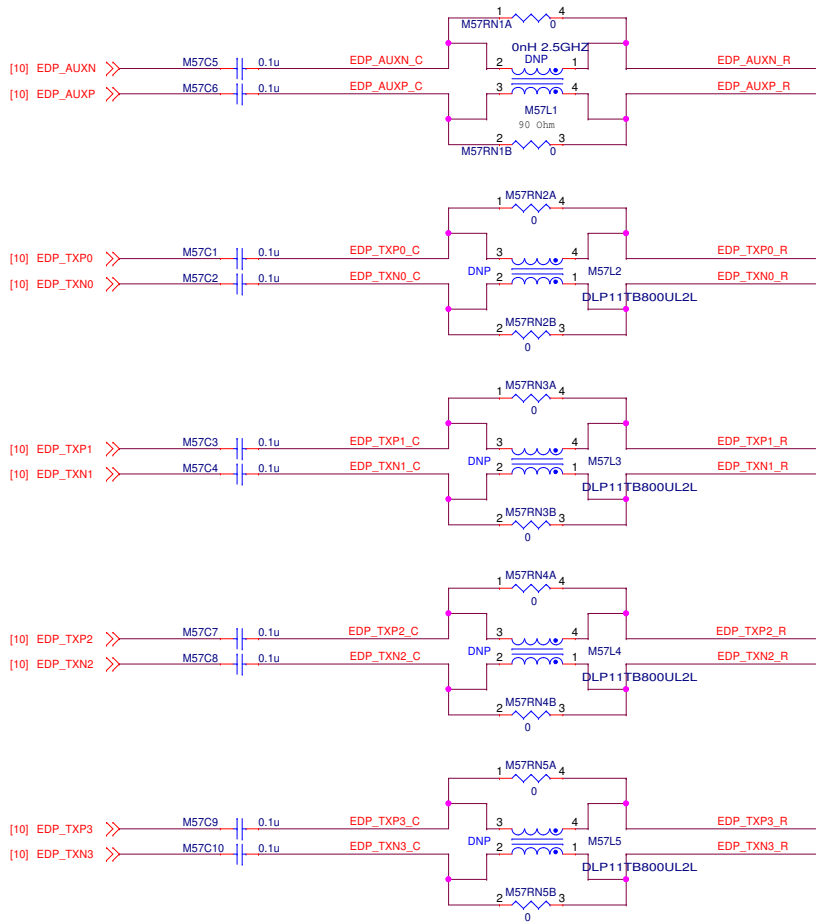 1 M57RN1A 4
0
0nH 2.5GHZ
[10] EDP_AUXN M57C5 0.1u EDP_AUXN_C 2 DNP 1 EDP_AUXN_R
[10] EDP_AUXP M57C6 0.1u EDP_AUXP_C 3 4 EDP_AUXP_R
M57L1
90 Ohm
2 3
M57RN1B 0
1 M57RN2A 4
0
[10] EDP_TXP0 M57C1 0.1u EDP_TXP0_C 3 4 EDP_TXP0_R
DNP M57L2
[10] EDP_TXN0 M57C2 0.1u EDP_TXN0_C 2 1 EDP_TXN0_R
DLP11TB800UL2L
2 M57RN2B 3
0
1 M57RN3A 4
0
[10] EDP_TXP1 M57C3 0.1u EDP_TXP1_C 3 4 EDP_TXP1_R
DNP M57L3
[10] EDP_TXN1 M57C4 0.1u EDP_TXN1_C 2 1 EDP_TXN1_R
DLP11TB800UL2L
2 M57RN3B 3
0
1 M57RN4A 4
0
[10] EDP_TXP2 M57C7 0.1u EDP_TXP2_C 3 4 EDP_TXP2_R
DNP M57L4
[10] EDP_TXN2 M57C8 0.1u EDP_TXN2_C 2 1 EDP_TXN2_R
DLP11TB800UL2L
2 M57RN4B 3
0
1 M57RN5A 4
0
[10] EDP_TXP3 M57C9 0.1u EDP_TXP3_C 3 4 EDP_TXP3_R
DNP M57L5
[10] EDP_TXN3 M57C10 0.1u EDP_TXN3_C 2 1 EDP_TXN3_R
DLP11TB800UL2L
2 M57RN5B 3
0